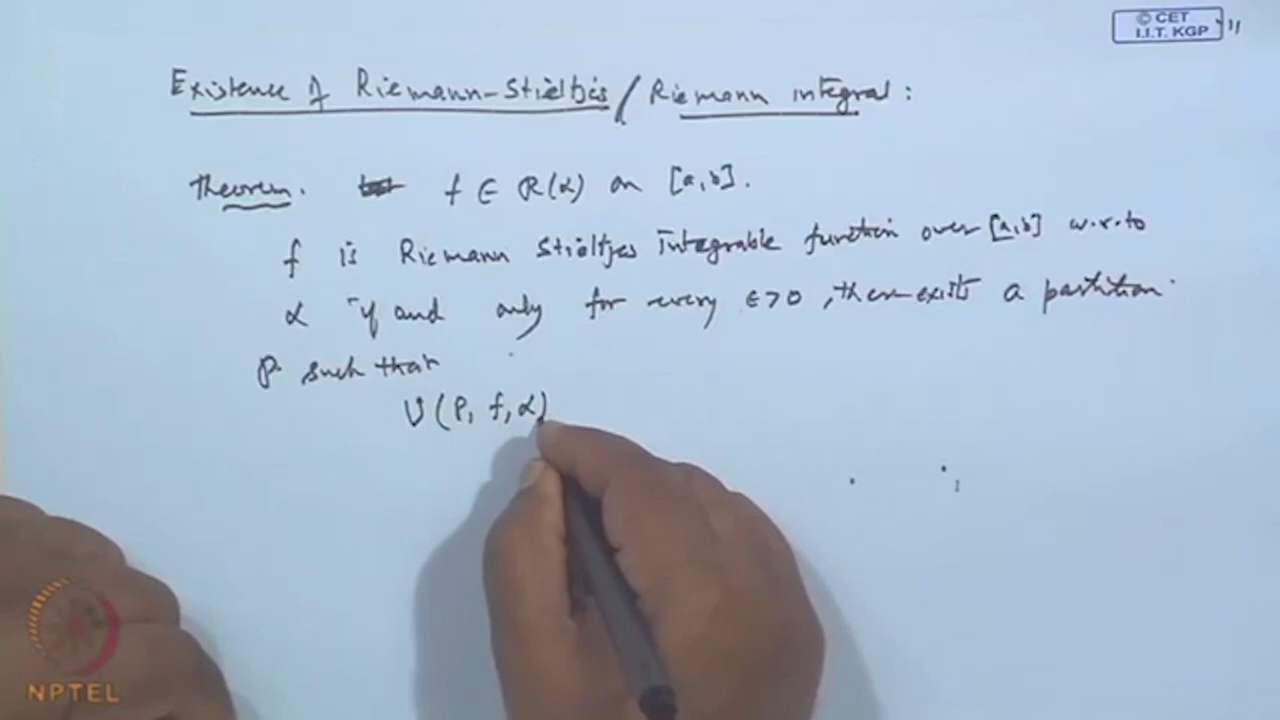 © CET
I.I.T. KGP
Existence of Riemann-Stieltjes / Riemann integral :
Theorem. f ∈ R(α) on [a,b].
f is Riemann Stieltjes Integrable function over [a,b] w.r.to
α if and only for every ε>0, there exists a partition
P. such that
U(P, f, α)
NPTEL